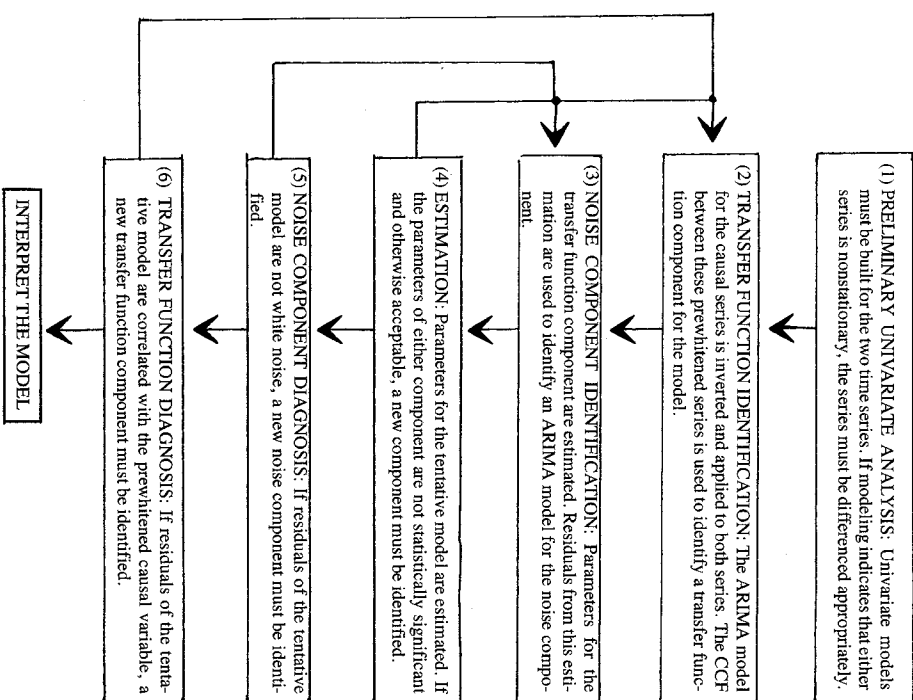 (1) PRELIMINARY UNIVARIATE ANALYSIS: Univariate models
must be built for the two time series. If modeling indicates that either
series is nonstationary, the series must be differenced appropriately
(2) TRANSFER FUNCTION IDENTIFICATION: The ARIMA model
for the causal series is inverted and applied to both series. The CCF
between these prewhitened series is used to identify a transfer func-
tion component for the model.
(3) NOISE COMPONENT IDENTIFICATION: Parameters for the
transfer function component are estimated. Residuals from this esti-
mation are used to identify an ARIMA model for the noise compo-
nent.
(4) ESTIMATION: Parameters for the tentative model are estimated. If
the parameters of either component are not statistically significant
and otherwise acceptable, a new component must be identified.
(5) NOISE COMPONENT DIAGNOSIS: If residuals of the tentative
model are not white noise, a new noise component must be identi-
fied.
(6) TRANSFER FUNCTION DIAGNOSIS: If residuals of the tenta-
tive model are correlated with the prewhitened causal variable, a
new transfer function component must be identified.
INTERPRET THE MODEL